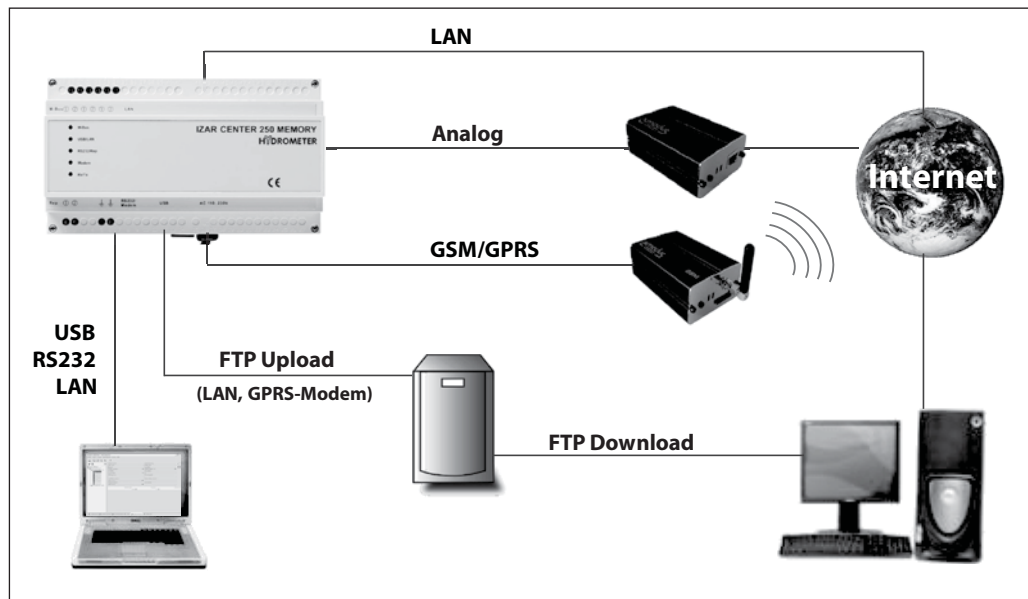 LAN
IZAR CENTER 250 MEMORY
HYDROMETER
CE
Analog
Internet
GSM/GPRS
USB
RS232
LAN
FTP Upload
(LAN, GPRS-Modem)
FTP Download